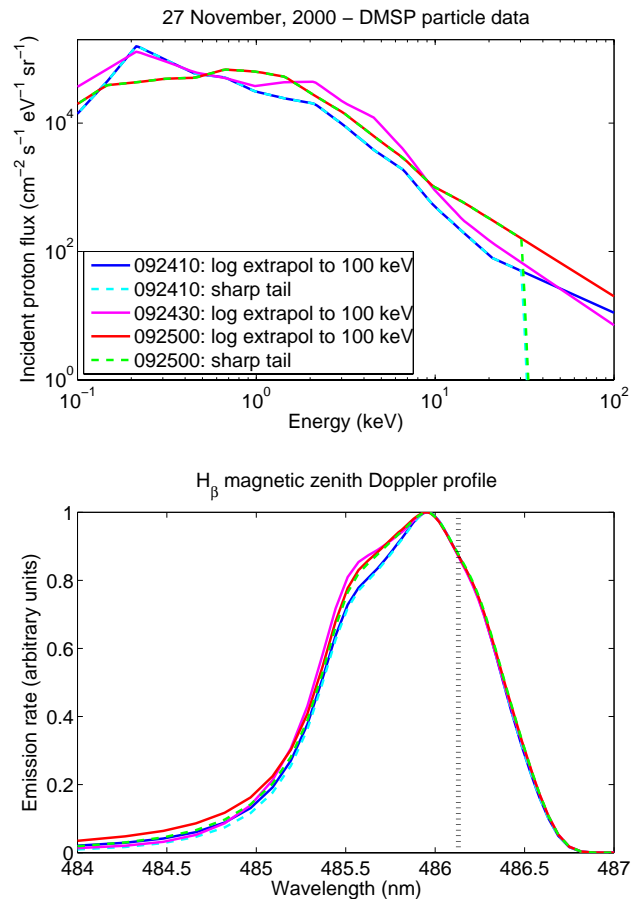 27 November, 2000 − DMSP particle data
Incident proton flux (cm⁻² s⁻¹ eV⁻¹ sr⁻¹)
10⁴
10²
10⁰
092410: log extrapol to 100 keV
092410: sharp tail
092430: log extrapol to 100 keV
092500: log extrapol to 100 keV
092500: sharp tail
10⁻¹ 10⁰ 10¹ 10²
Energy (keV)
Hβ magnetic zenith Doppler profile
Emission rate (arbitrary units)
1
0.8
0.6
0.4
0.2
0
484 484.5 485 485.5 486 486.5 487
Wavelength (nm)